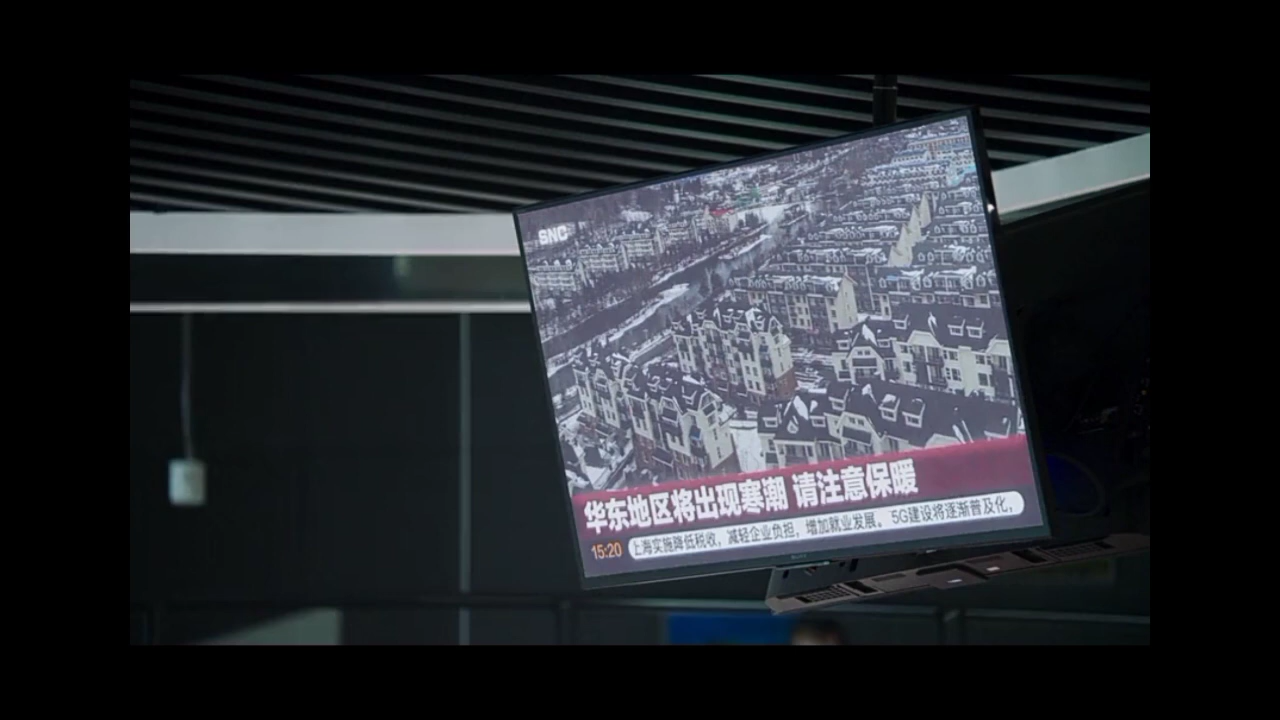 SNC
华东地区将出现寒潮 请注意保暖
15:20 上海实施降低税收，减轻企业负担，增加就业发展。5G建设将逐渐普及化，